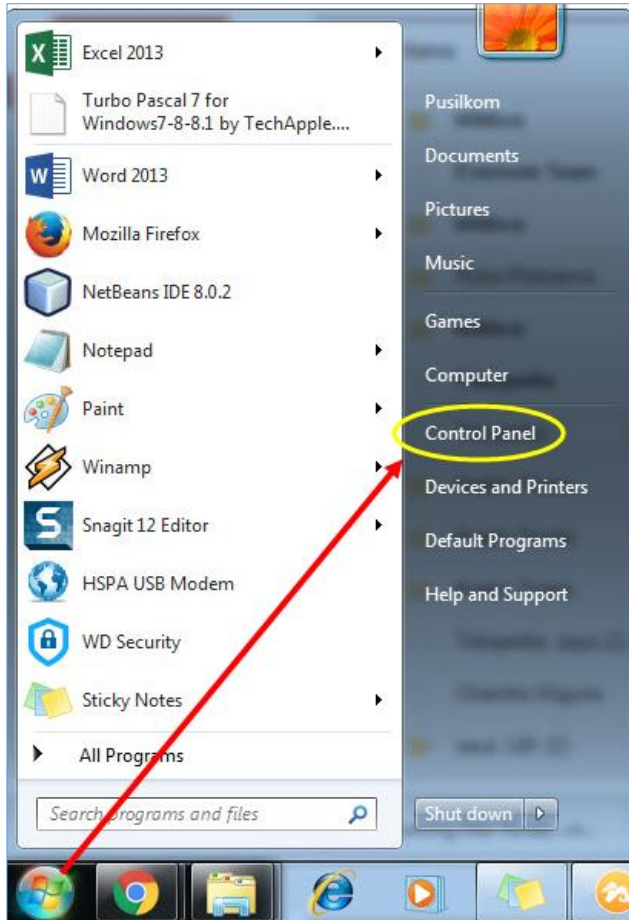 Excel 2013
Turbo Pascal 7 for
Windows7-8-8.1 by TechApple....
Word 2013
Mozilla Firefox
NetBeans IDE 8.0.2
Notepad
Paint
Winamp
Snagit 12 Editor
HSPA USB Modem
WD Security
Sticky Notes
All Programs
Search programs and files
Pusilkom
Documents
Pictures
Music
Games
Computer
Control Panel
Devices and Printers
Default Programs
Help and Support
Shut down